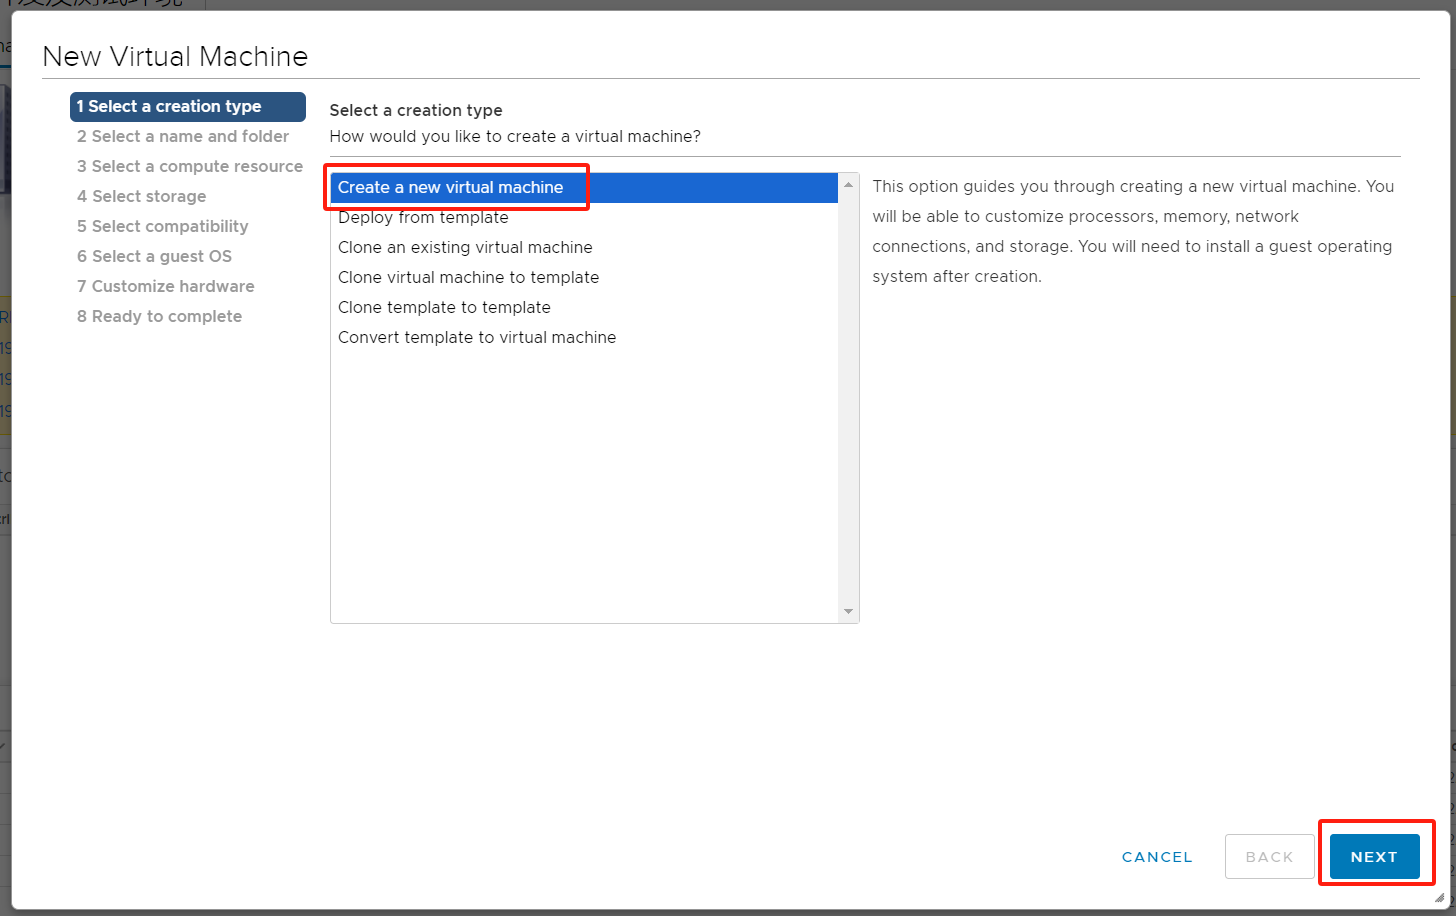 New Virtual Machine
1 Select a creation type
2 Select a name and folder
3 Select a compute resource
4 Select storage
5 Select compatibility
6 Select a guest OS
7 Customize hardware
8 Ready to complete
Select a creation type
How would you like to create a virtual machine?
Create a new virtual machine
Deploy from template
Clone an existing virtual machine
Clone virtual machine to template
Clone template to template
Convert template to virtual machine
This option guides you through creating a new virtual machine. You
will be able to customize processors, memory, network
connections, and storage. You will need to install a guest operating
system after creation.
CANCEL
BACK
NEXT